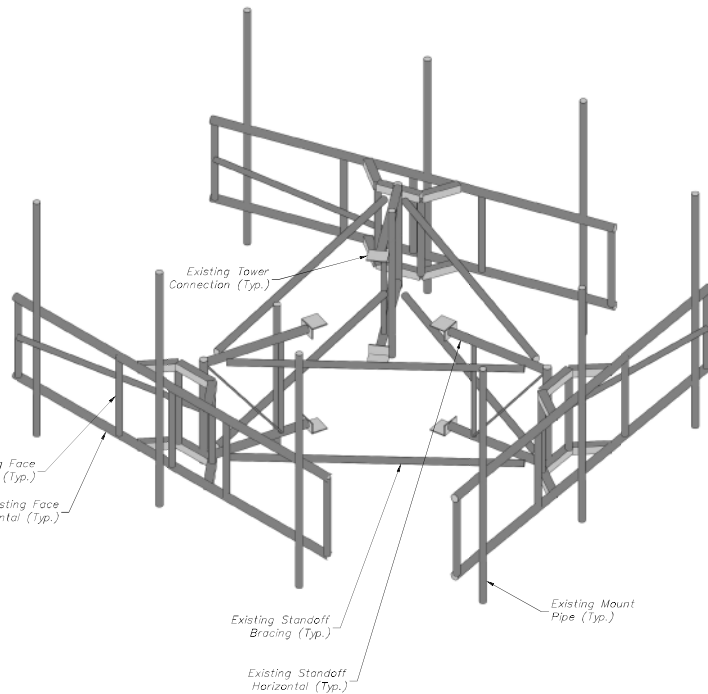 Existing Tower
Connection (Typ.)
Face
(Typ.)
Face
(Typ.)
Existing Standoff
Bracing (Typ.)
Existing Mount
Pipe (Typ.)
Existing Standoff
Horizontal (Typ.)